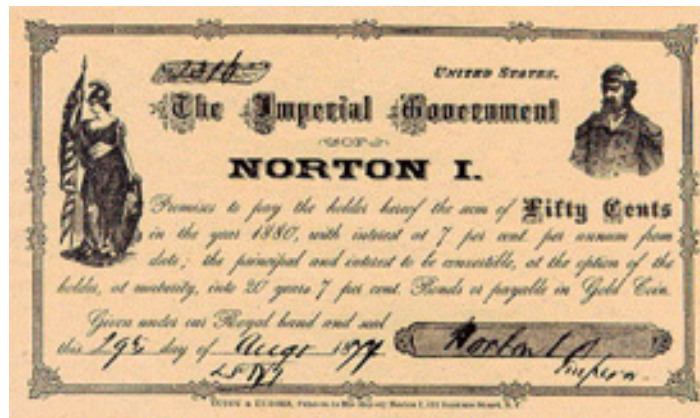 2316
UNITED STATES.
The Imperial Government
OF
NORTON I.
Promises to pay the holder hereof the sum of Fifty Cents
in the year 1880, with interest at 7 per cent. per annum from
date; the principal and interest to be convertible, at the option of the
holder, at maturity, into 20 years 7 per cent. Bonds or payable in Gold Coin.
Given under our Royal hand and seal
this 29 day of Augt 1877
Norton I